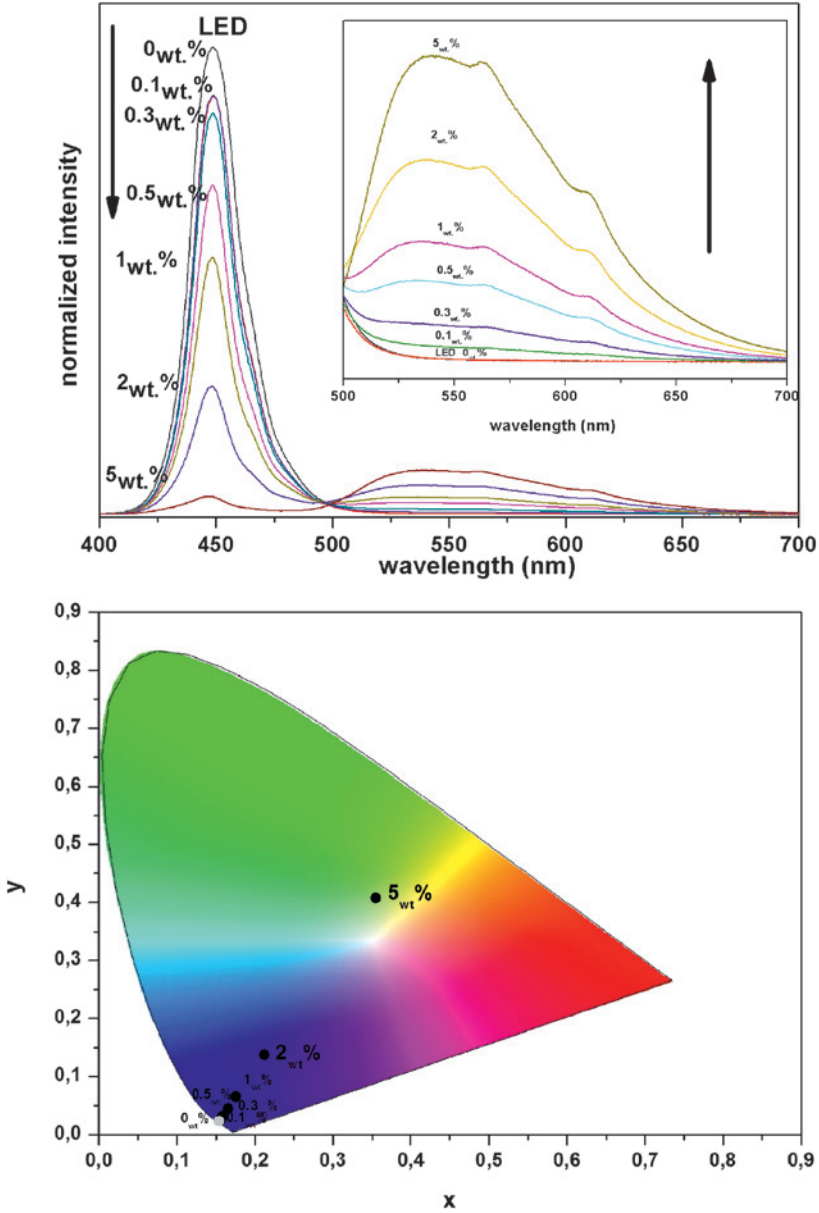 LED
0wt.%
0.1wt.%
0.3wt.%
0.5wt.%
1wt.%
2wt.%
5wt.%
normalized intensity
400 450 500 550 600 650 700
wavelength (nm)
5wt.%
2wt.%
1wt.%
0.5wt.%
0.3wt.%
0.1wt.%
LED 0wt.%
500 550 600 650 700
wavelength (nm)
0,9
0,8
0,7
0,6
0,5
0,4
0,3
0,2
0,1
0,0
y
5wt%
2wt%
1wt%
0.5wt%
0.3wt%
0.1wt%
0wt%
0,0 0,1 0,2 0,3 0,4 0,5 0,6 0,7 0,8 0,9
x